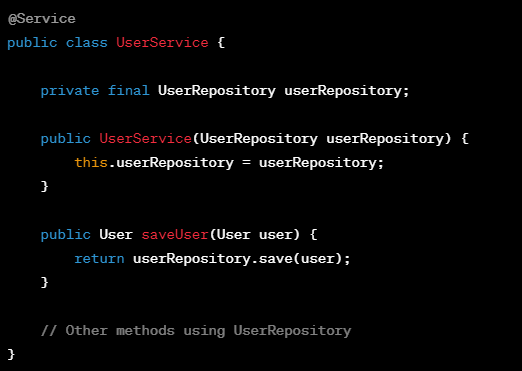 @Service
public class UserService {
private final UserRepository userRepository;
public UserService(UserRepository userRepository) {
this.userRepository = userRepository;
}
public User saveUser(User user) {
return userRepository.save(user);
}
// Other methods using UserRepository
}